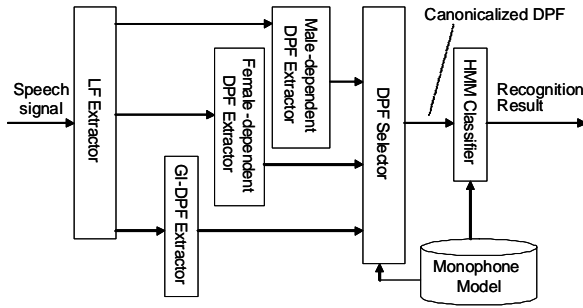 Speech
signal
LF Extractor
Male-dependent
DPF Extractor
Female-dependent
DPF Extractor
GI-DPF Extractor
DPF Selector
Canonicalized DPF
HMM Classifier
Recognition
Result
Monophone
Model